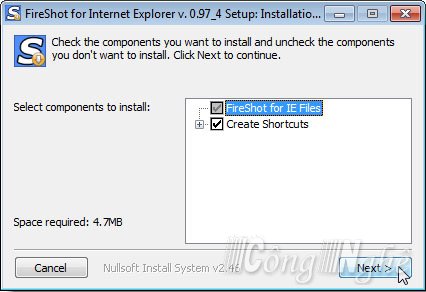 FireShot for Internet Explorer v. 0.97_4 Setup: Installatio...
Check the components you want to install and uncheck the components
you don't want to install. Click Next to continue.
Select components to install:
FireShot for IE Files
Create Shortcuts
Space required: 4.7MB
Công Nghệ
Cancel
Nullsoft Install System v2.46
Next >